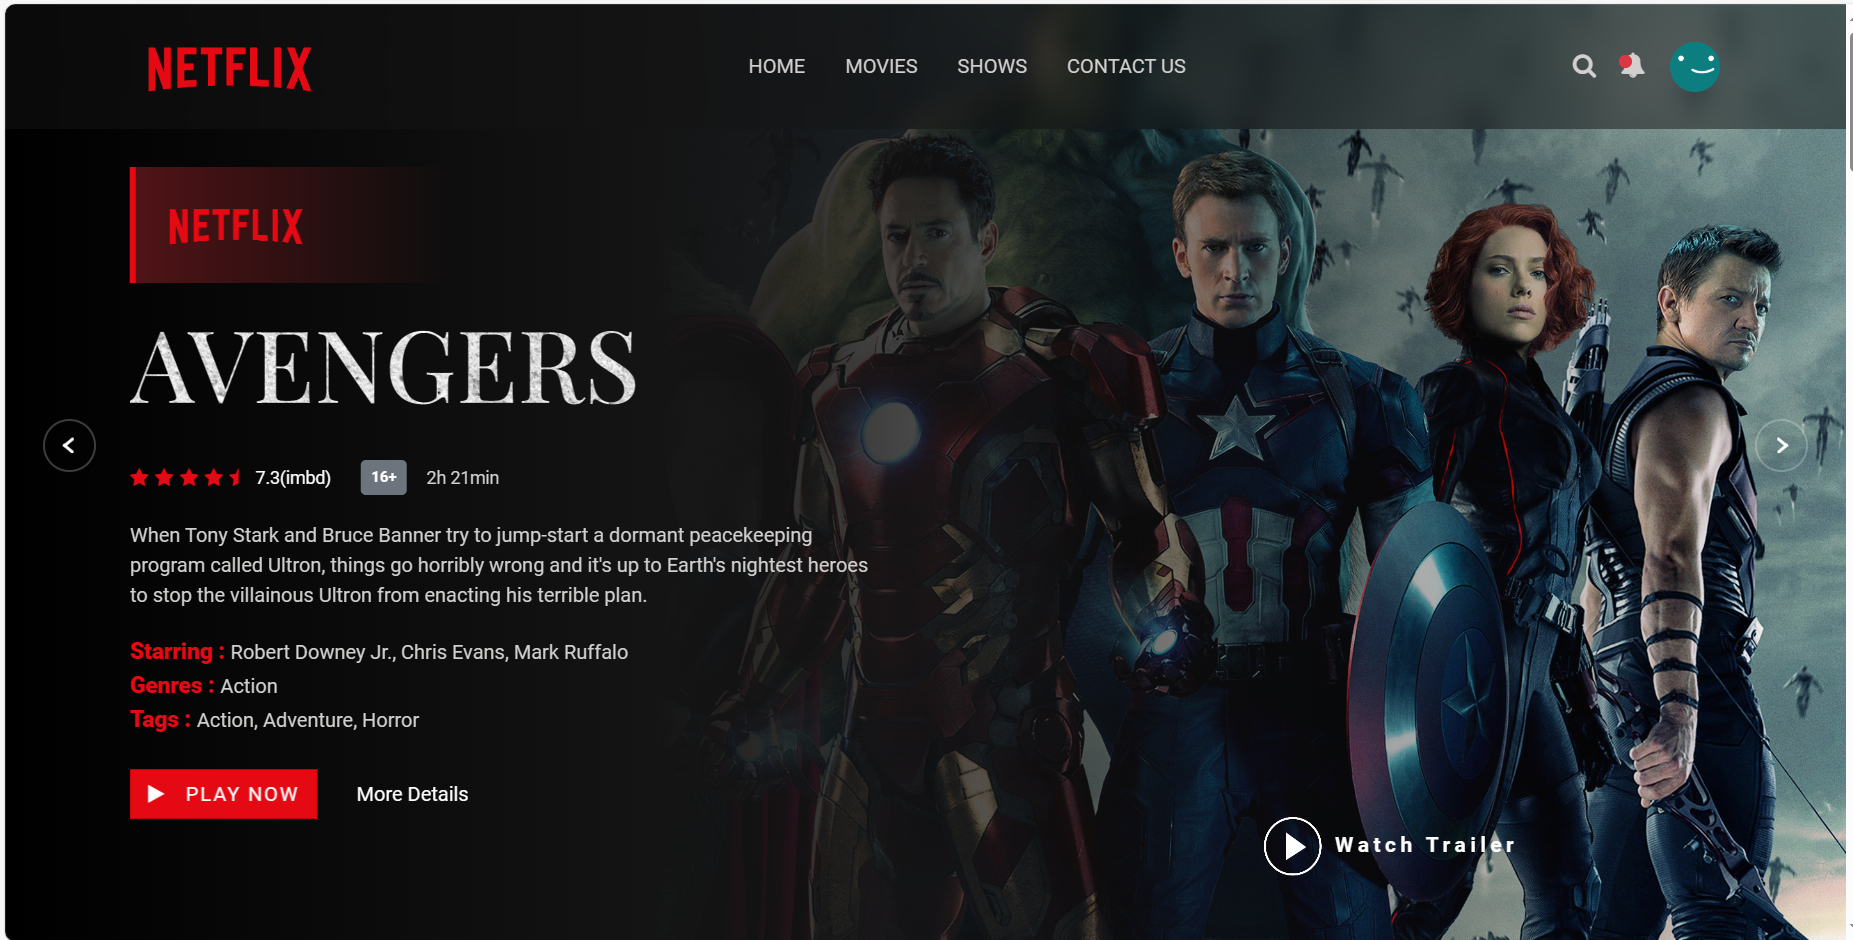 NETFLIX
HOME MOVIES SHOWS CONTACT US
NETFLIX
AVENGERS
7.3(imbd) 16+ 2h 21min
When Tony Stark and Bruce Banner try to jump-start a dormant peacekeeping
program called Ultron, things go horribly wrong and it's up to Earth's nightest heroes
to stop the villainous Ultron from enacting his terrible plan.
Starring : Robert Downey Jr., Chris Evans, Mark Ruffalo
Genres : Action
Tags : Action, Adventure, Horror
PLAY NOW More Details
Watch Trailer